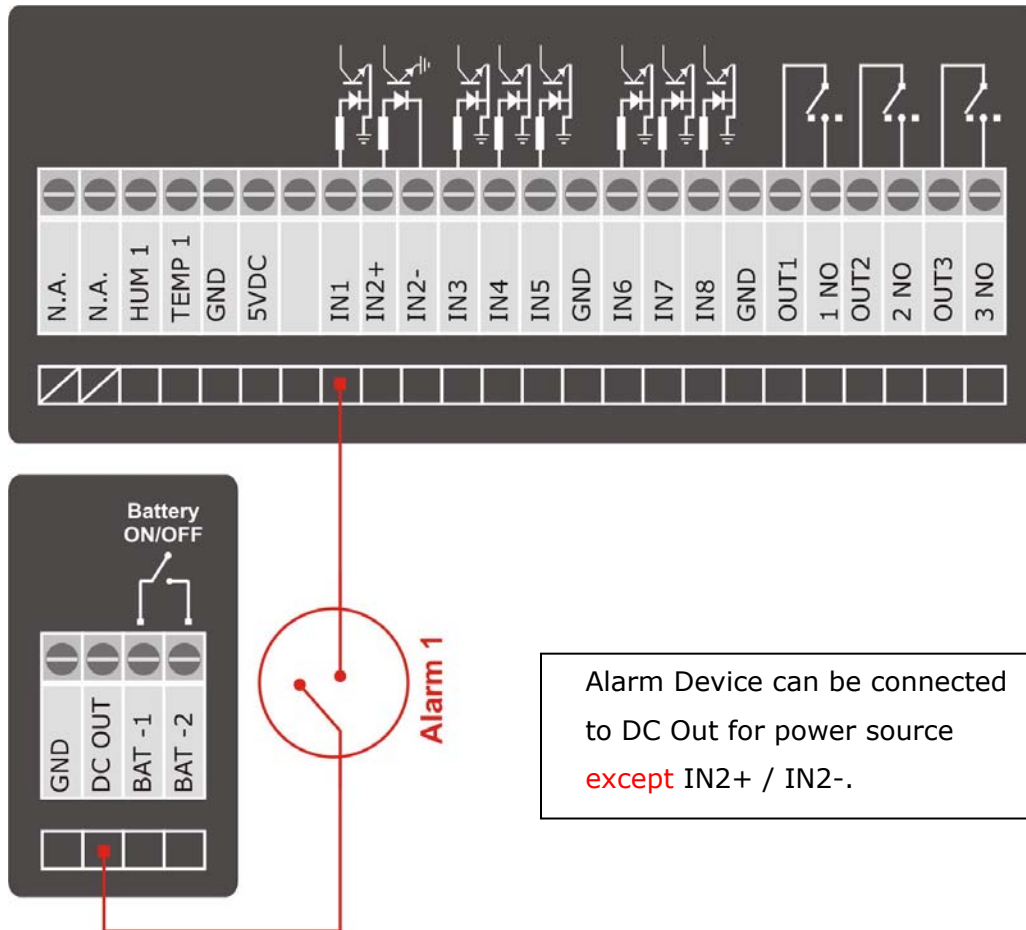 N.A.
N.A.
HUM 1
TEMP 1
GND
5VDC
IN1
IN2+
IN2-
IN3
IN4
IN5
GND
IN6
IN7
IN8
GND
OUT1
1 NO
OUT2
2 NO
OUT3
3 NO
Battery
ON/OFF
GND
DC OUT
BAT -1
BAT -2
Alarm 1
Alarm Device can be connected
to DC Out for power source
except IN2+ / IN2-.